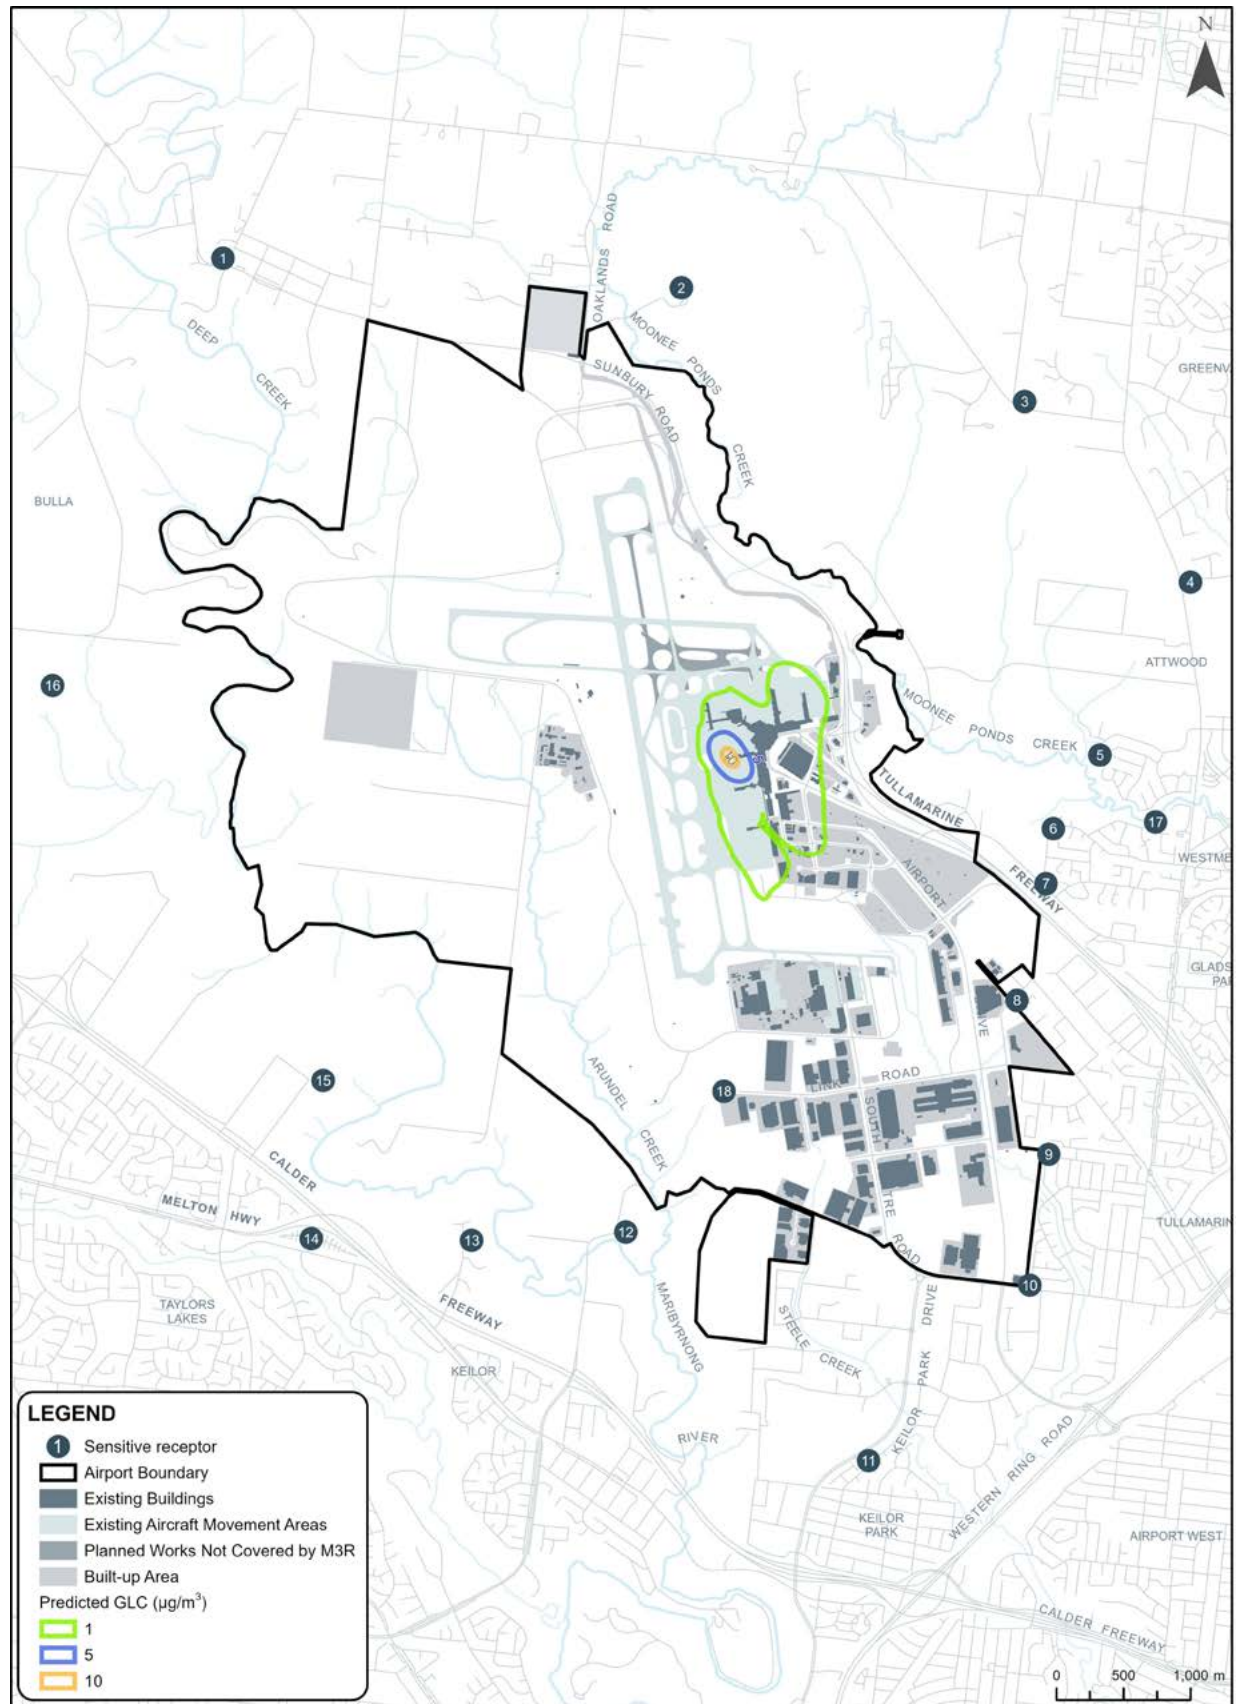 N
OAKLANDS ROAD
1
2
MOONEE PONDS
CREEK
DEEP
CREEK
SUNBURY ROAD
GREENV
3
BULLA
4
ATTWOOD
16
MOONEE PONDS CREEK
5
TULLAMARINE
FREEWAY
17
6
WESTME
7
AIRPORT
GLADS
PAR
8
DRIVE
15
ARUNDEL
CREEK
LINK ROAD
18
SOUTH
CALDER
9
MELTON HWY
TRE
ROAD
TULLAMARIN
14
13
12
10
TAYLORS
LAKES
FREEWAY
MARIBYRNONG
STEELE CREEK
KEILOR PARK DRIVE
KEILOR
RIVER
11
WESTERN RING ROAD
KEILOR
PARK
AIRPORT WEST
CALDER FREEWAY
LEGEND
1 Sensitive receptor
Airport Boundary
Existing Buildings
Existing Aircraft Movement Areas
Planned Works Not Covered by M3R
Built-up Area
Predicted GLC (µg/m³)
1
5
10
0 500 1,000 m